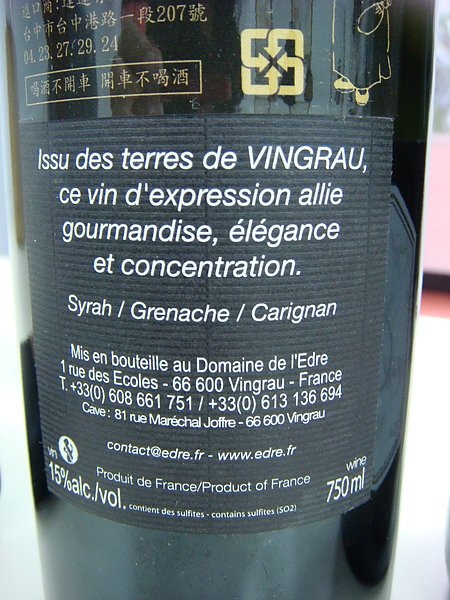 台中市台中港路一段207號
04.23.27.29.24
喝酒不開車 開車不喝酒
Issu des terres de VINGRAU,
ce vin d'expression allie
gourmandise, élégance
et concentration.
Syrah / Grenache / Carignan
Mis en bouteille au Domaine de l'Edre
1 rue des Ecoles - 66 600 Vingrau - France
T. +33(0) 608 661 751 / +33(0) 613 136 694
Cave : 81 rue Maréchal Joffre - 66 600 Vingrau
contact@edre.fr - www.edre.fr
Produit de France/Product of France
vin
15%alc./vol.
contient des sulfites - contains sulfites (SO2)
wine
750 ml